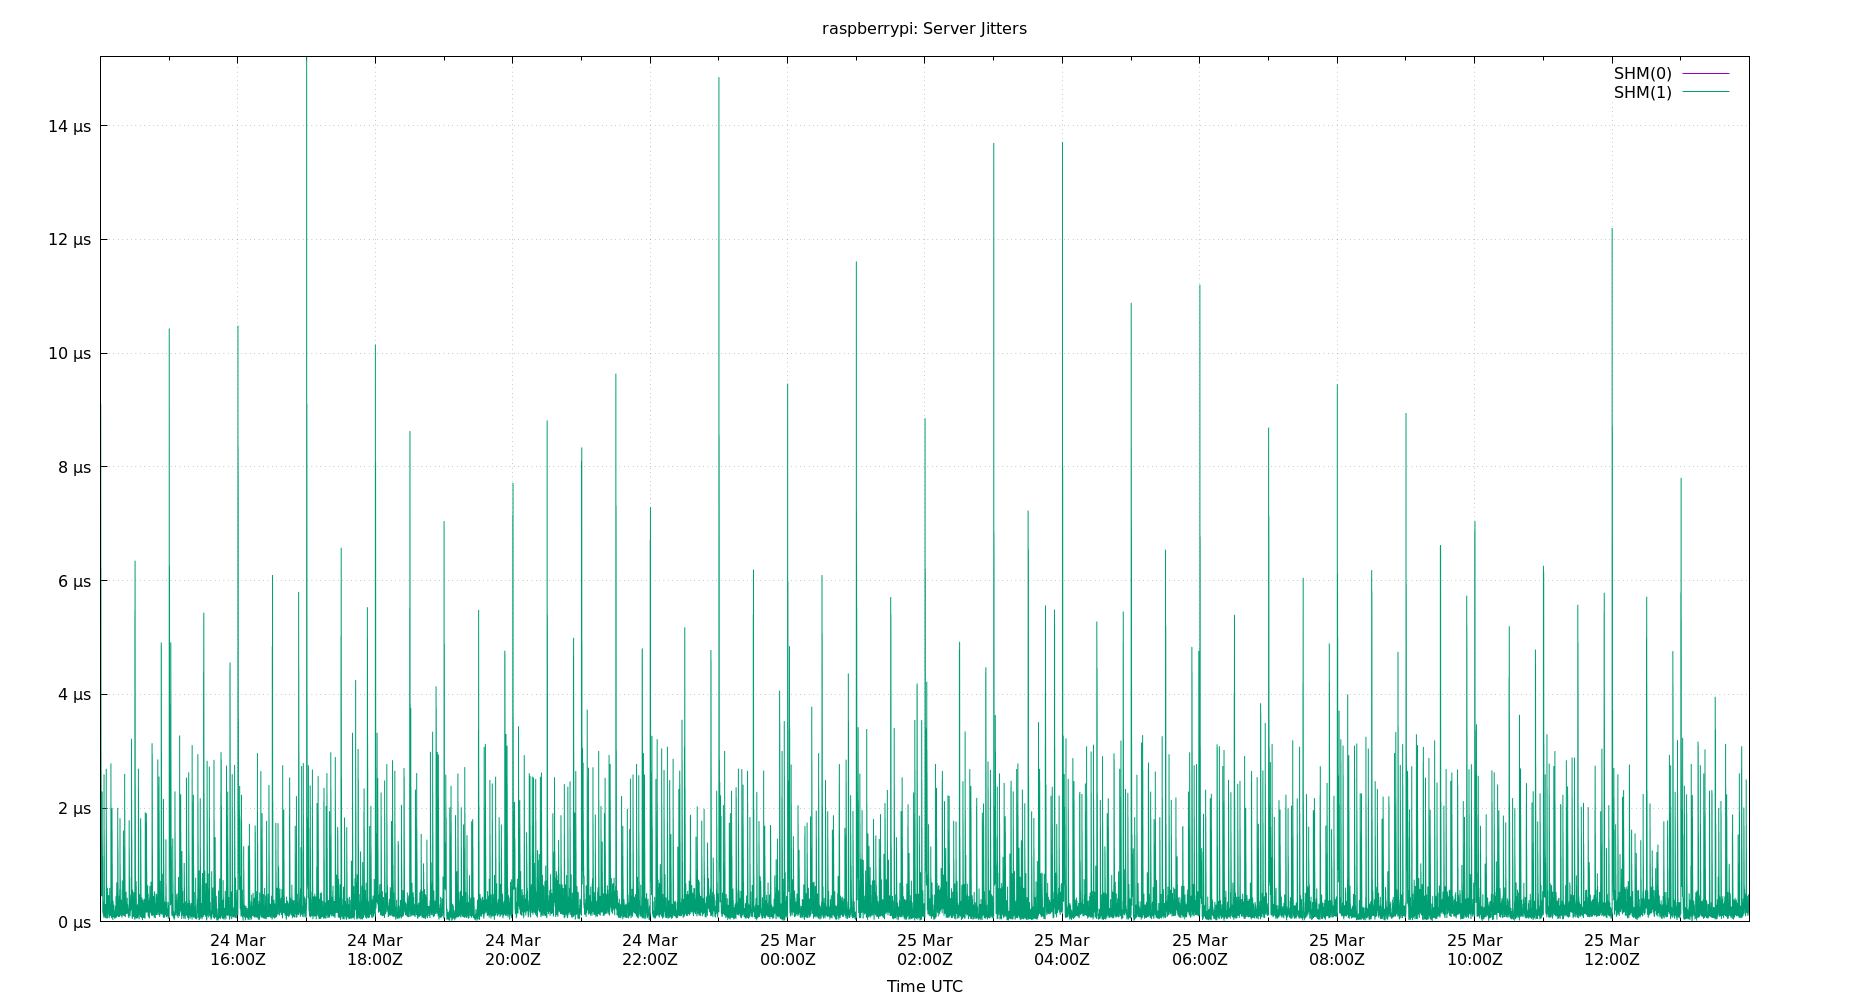 raspberrypi: Server Jitters
SHM(0)
SHM(1)
14 µs
12 µs
10 µs
8 µs
6 µs
4 µs
2 µs
0 µs
24 Mar 24 Mar 24 Mar 24 Mar 25 Mar 25 Mar 25 Mar 25 Mar 25 Mar 25 Mar 25 Mar
16:00Z 18:00Z 20:00Z 22:00Z 00:00Z 02:00Z 04:00Z 06:00Z 08:00Z 10:00Z 12:00Z
Time UTC